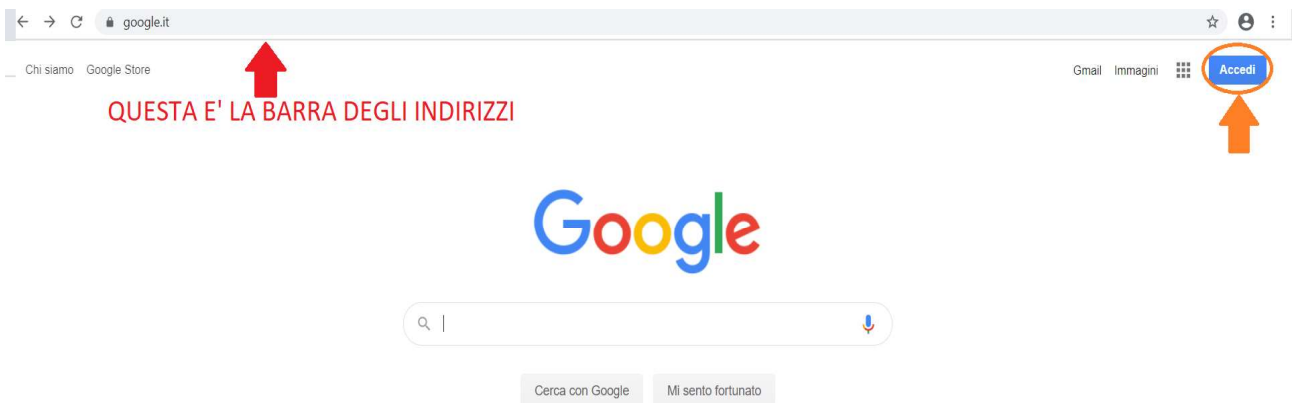 google.it
Chi siamo Google Store Gmail Immagini Accedi
QUESTA E' LA BARRA DEGLI INDIRIZZI
Google
Cerca con Google Mi sento fortunato